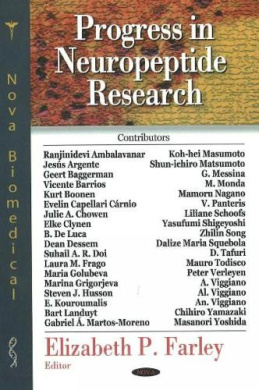 Progress in
Neuropeptide
Research
Nova Biomedical
Contributors
Ranjinidevi Ambalavanar
Jesús Argente
Geert Baggerman
Vicente Barrios
Kurt Boonen
Evelin Capellari Cárnio
Julie A. Chowen
Elke Clynen
B. De Luca
Dean Dessem
Suhail A. R. Doi
Laura M. Frago
Maria Golubeva
Marina Grigorjeva
Steven J. Husson
E. Kouroumalis
Bart Landuyt
Gabriel Á. Martos-Moreno
Koh-hei Masumoto
Shun-ichiro Matsumoto
G. Messina
M. Monda
Mamoru Nagano
V. Panteris
Liliane Schoofs
Yasufumi Shigeyoshi
Zhilin Song
Dalize Maria Squebola
D. Tafuri
Mauro Todisco
Peter Verleyen
A. Viggiano
Al. Viggiano
An. Viggiano
Chihiro Yamazaki
Masanori Yoshida
Elizabeth P. Farley
Editor
NOVA